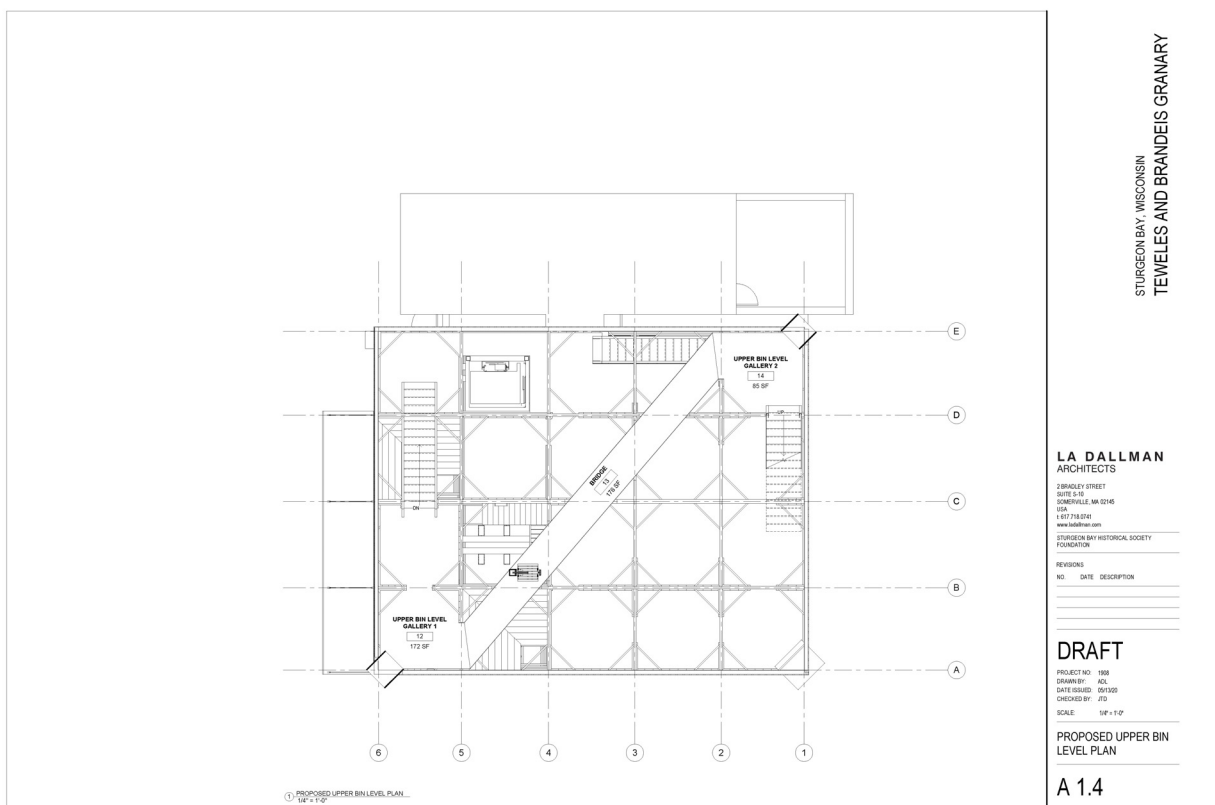 STURGEON BAY, WISCONSIN
TEWELES AND BRANDEIS GRANARY
E
UPPER BIN LEVEL
GALLERY 2
14
85 SF
D
UP
BRIDGE
13
178 SF
C
DN
B
UPPER BIN LEVEL
GALLERY 1
12
172 SF
A
6
5
4
3
2
1
1
PROPOSED UPPER BIN LEVEL PLAN
1/4" = 1'-0"
LA DALLMAN
ARCHITECTS
2 BRADLEY STREET
SUITE S-10
SOMERVILLE, MA 02145
USA
t: 617.718.0741
www.ladallman.com
STURGEON BAY HISTORICAL SOCIETY
FOUNDATION
REVISIONS
NO. DATE DESCRIPTION
DRAFT
PROJECT NO: 1908
DRAWN BY: ADL
DATE ISSUED: 05/13/20
CHECKED BY: JTD
SCALE: 1/4" = 1'-0"
PROPOSED UPPER BIN
LEVEL PLAN
A 1.4